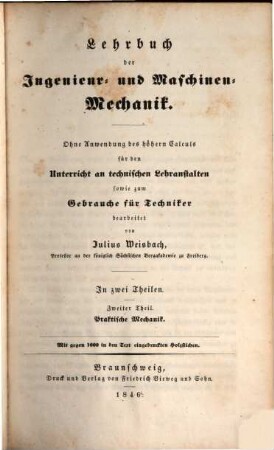 Lehrbuch
der
Ingenieur- und Maschinen-
Mechanik.
Ohne Anwendung des höhern Calculs
für den
Unterricht an technischen Lehranstalten
sowie zum
Gebrauche für Techniker
bearbeitet
von
Julius Weisbach,
Professor an der königlich Sächsischen Bergakademie zu Freiberg.
In zwei Theilen.
Zweiter Theil.
Praktische Mechanik.
Mit gegen 1000 in den Text eingedruckten Holzstichen.
Braunschweig,
Druck und Verlag von Friedrich Vieweg und Sohn.
1846.